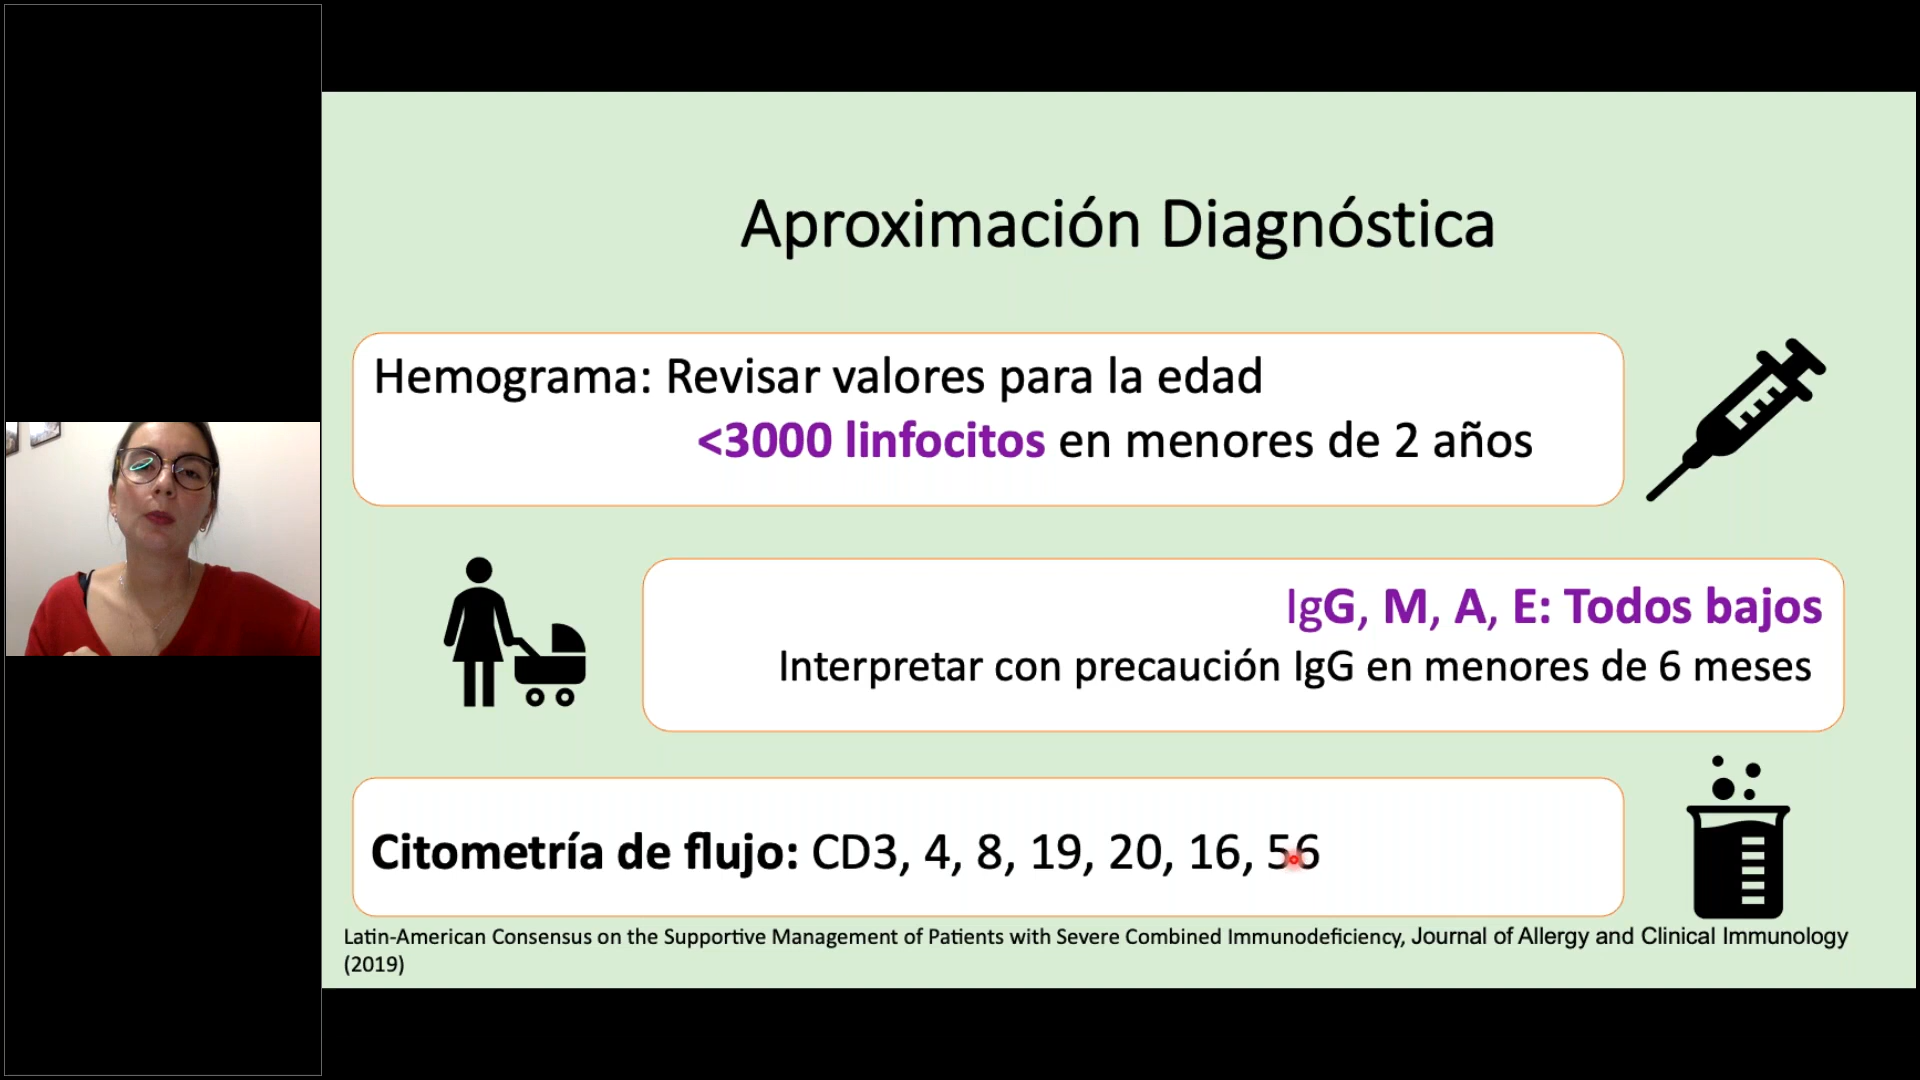 Aproximación Diagnóstica
Hemograma: Revisar valores para la edad
<3000 linfocitos en menores de 2 años
IgG, M, A, E: Todos bajos
Interpretar con precaución IgG en menores de 6 meses
Citometría de flujo: CD3, 4, 8, 19, 20, 16, 56
Latin-American Consensus on the Supportive Management of Patients with Severe Combined Immunodeficiency, Journal of Allergy and Clinical Immunology
(2019)